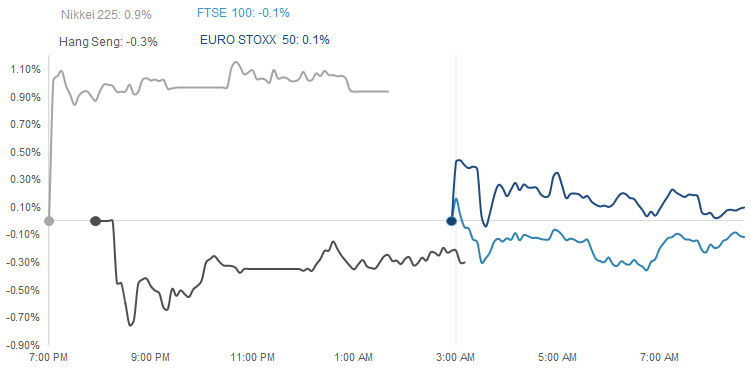 Nikkei 225: 0.9%
FTSE 100: -0.1%
Hang Seng: -0.3%
EURO STOXX 50: 0.1%
1.10%
0.90%
0.70%
0.50%
0.30%
0.10%
-0.10%
-0.30%
-0.50%
-0.70%
-0.90%
7:00 PM 9:00 PM 11:00 PM 1:00 AM 3:00 AM 5:00 AM 7:00 AM